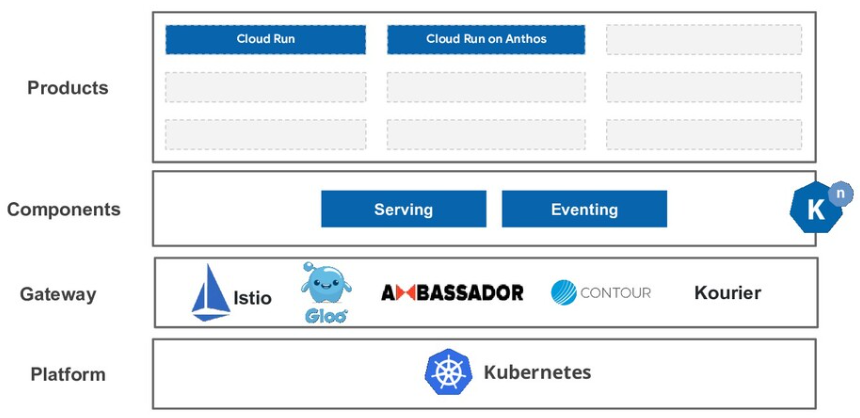 Products
Cloud Run
Cloud Run on Anthos
Components
Serving
Eventing
K
n
Gateway
Istio
Gloo
AMBASSADOR
CONTOUR
Kourier
Platform
Kubernetes